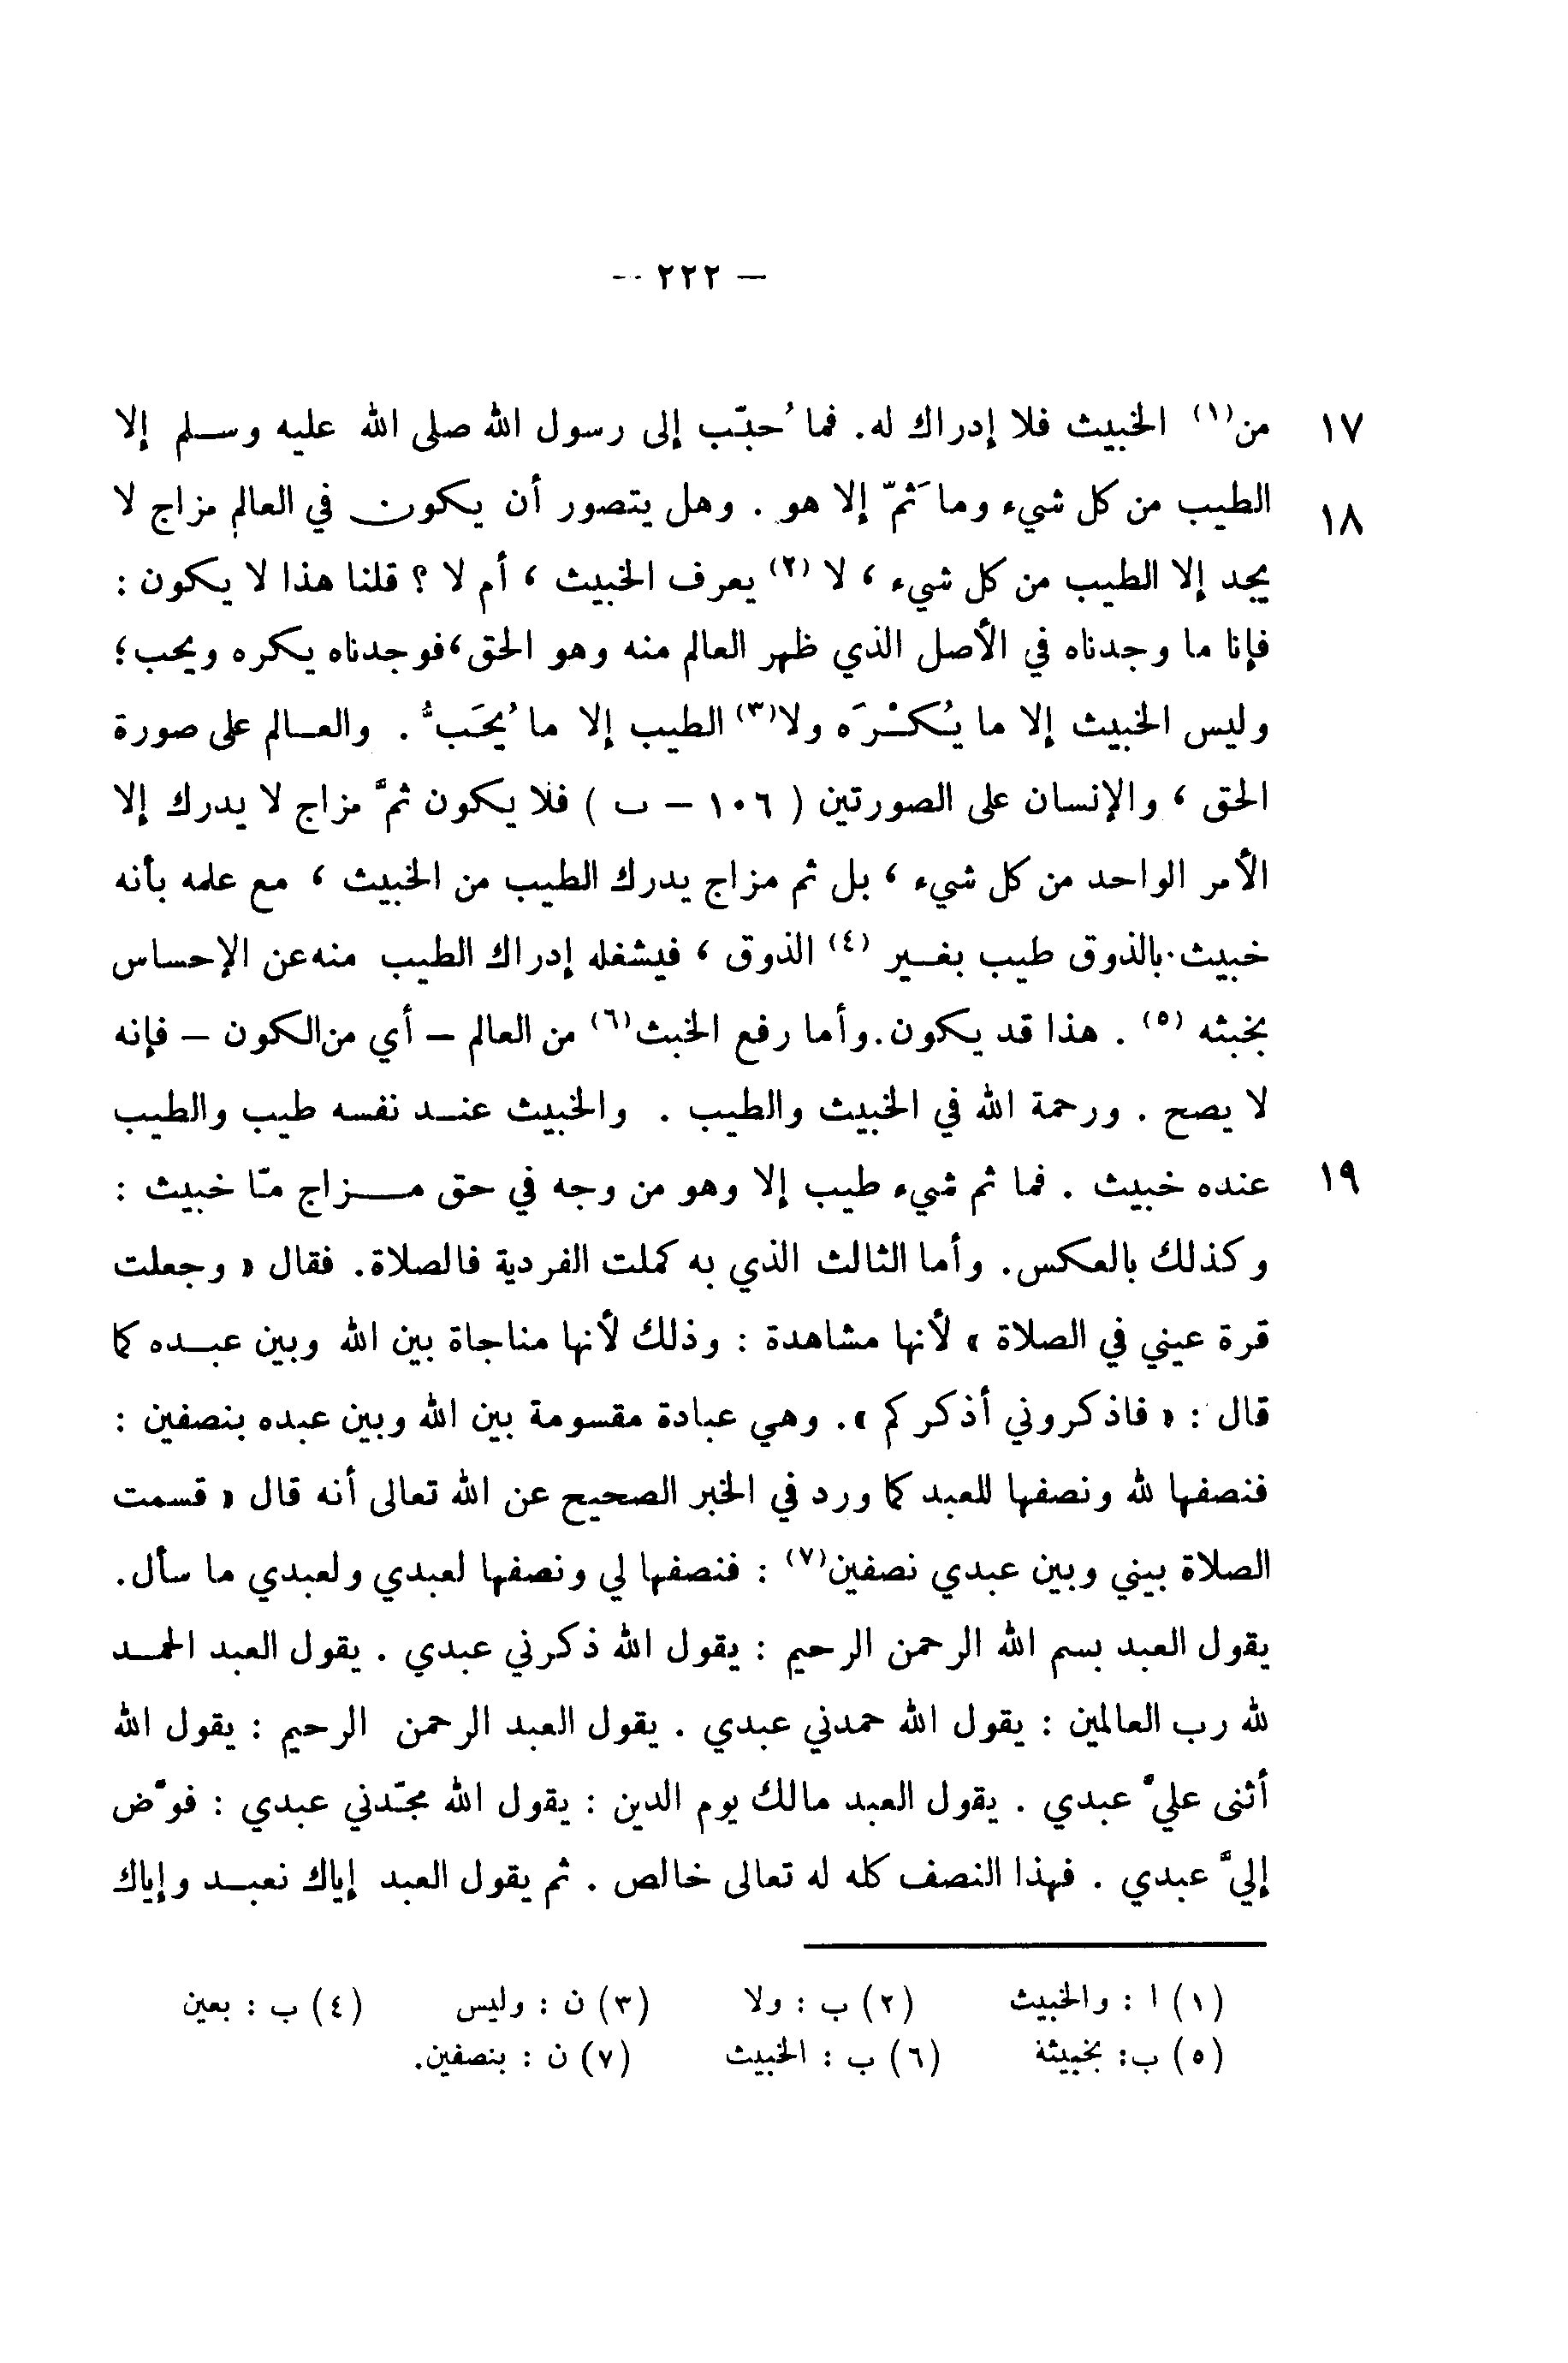 — ٢٢٢ —
١٧ من(١) الخبيث فلا إدراك له. فما حُبّب إلى رسول الله صلى الله عليه وسلم إلا
١٨ الطيب من كل شيء وما ثَمّ إلا هو . وهل يتصور أن يكون في العالم مزاج لا
يجد إلا الطيب من كل شيء ، لا (٢) يعرف الخبيث ، أم لا ؟ قلنا هذا لا يكون :
فإنا ما وجدناه في الأصل الذي ظهر العالم منه وهو الحق،فوجدناه يكره ويحب؛
وليس الخبيث إلا ما يُكْرَه ولا(٣) الطيب إلا ما يُحَبُّ . والعالم على صورة
الحق ، والإنسان على الصورتين ( ١٠٦ – ب ) فلا يكون ثمَّ مزاج لا يدرك إلا
الأمر الواحد من كل شيء ، بل ثم مزاج يدرك الطيب من الخبيث ، مع علمه بأنه
خبيث بالذوق طيب بغير (٤) الذوق ، فيشغله إدراك الطيب منه عن الإحساس
بخبثه (٥) . هذا قد يكون. وأما رفع الخبث(٦) من العالم – أي من الكون – فإنه
لا يصح . ورحمة الله في الخبيث والطيب . والخبيث عند نفسه طيب والطيب
١٩ عنده خبيث . فما ثم شيء طيب إلا وهو من وجه في حق مزاج مّا خبيث :
وكذلك بالعكس. وأما الثالث الذي به كملت الفردية فالصلاة. فقال « وجعلت
قرة عيني في الصلاة » لأنها مشاهدة : وذلك لأنها مناجاة بين الله وبين عبده كما
قال : « فاذكروني أذكركم ». وهي عبادة مقسومة بين الله وبين عبده بنصفين :
فنصفها لله ونصفها للعبد كما ورد في الخبر الصحيح عن الله تعالى أنه قال « قسمت
الصلاة بيني وبين عبدي نصفين(٧) : فنصفها لي ونصفها لعبدي ولعبدي ما سأل.
يقول العبد بسم الله الرحمن الرحيم : يقول الله ذكرني عبدي . يقول العبد الحمد
لله رب العالمين : يقول الله حمدني عبدي . يقول العبد الرحمن الرحيم : يقول الله
أثنى عليَّ عبدي . يقول العبد مالك يوم الدين : يقول الله مجّدني عبدي : فوَّض
إليَّ عبدي . فهذا النصف كله له تعالى خالص . ثم يقول العبد إياك نعبد وإياك
(١) ا : والخبيث (٢) ب : ولا (٣) ن : وليس (٤) ب : بعين
(٥) ب: بخبيثة (٦) ب : الخبيث (٧) ن : بنصفين.